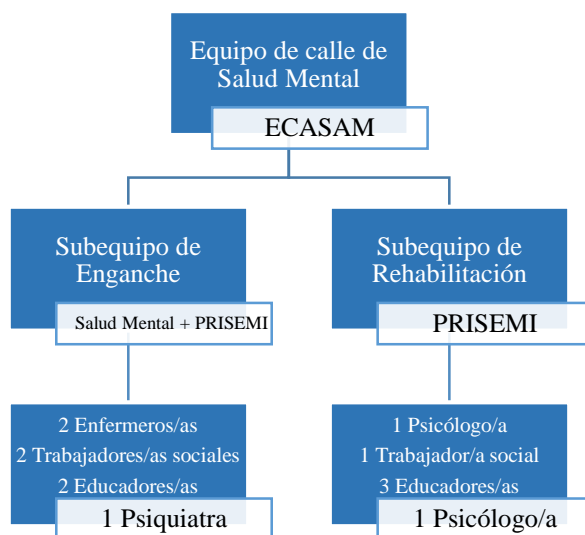 Equipo de calle de
Salud Mental
ECASAM
Subequipo de
Enganche
Salud Mental + PRISEMI
Subequipo de
Rehabilitación
PRISEMI
2 Enfermeros/as
2 Trabajadores/as sociales
2 Educadores/as
1 Psiquiatra
1 Psicólogo/a
1 Trabajador/a social
3 Educadores/as
1 Psicólogo/a